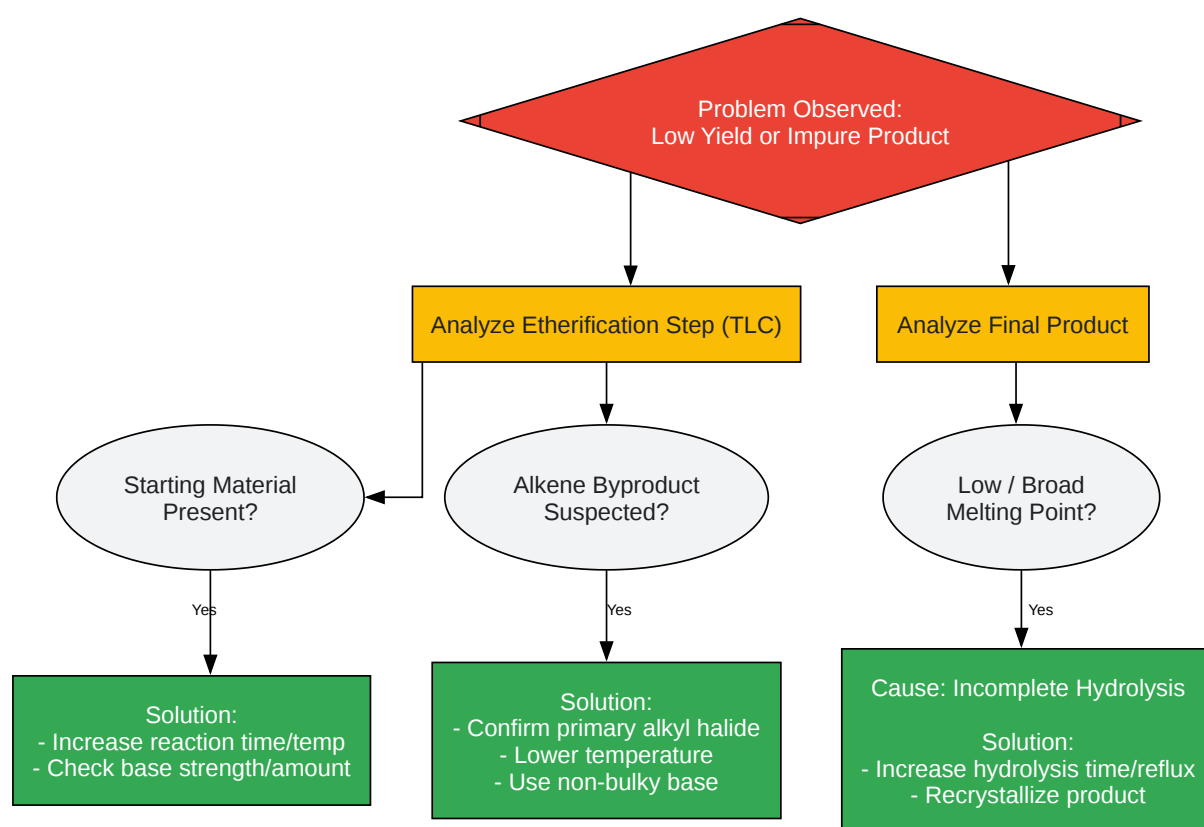 Problem Observed:
Low Yield or Impure Product
Analyze Etherification Step (TLC)
Analyze Final Product
Starting Material
Present?
Alkene Byproduct
Suspected?
Low / Broad
Melting Point?
Yes
Yes
Yes
Solution:
- Increase reaction time/temp
- Check base strength/amount
Solution:
- Confirm primary alkyl halide
- Lower temperature
- Use non-bulky base
Cause: Incomplete Hydrolysis
Solution:
- Increase hydrolysis time/reflux
- Recrystallize product